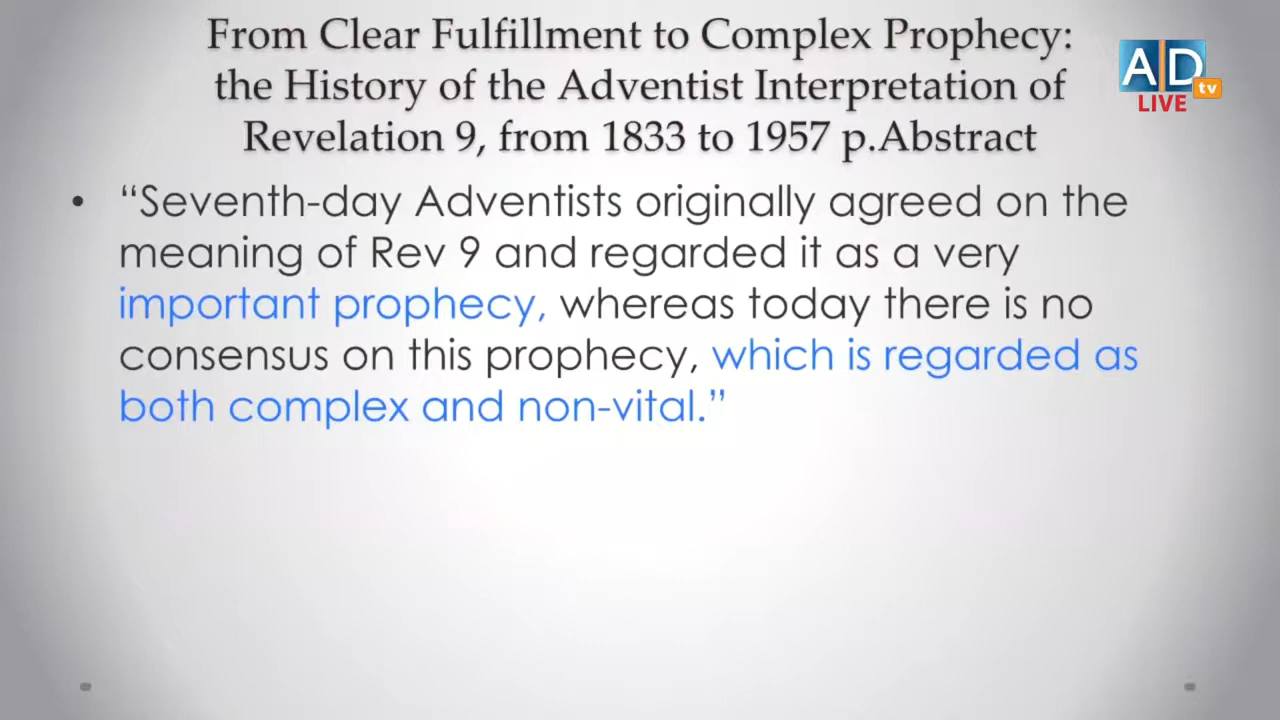 From Clear Fulfillment to Complex Prophecy:
the History of the Adventist Interpretation of
Revelation 9, from 1833 to 1957 p.Abstract
AD
tv
LIVE
• “Seventh-day Adventists originally agreed on the
meaning of Rev 9 and regarded it as a very
important prophecy, whereas today there is no
consensus on this prophecy, which is regarded as
both complex and non-vital.”